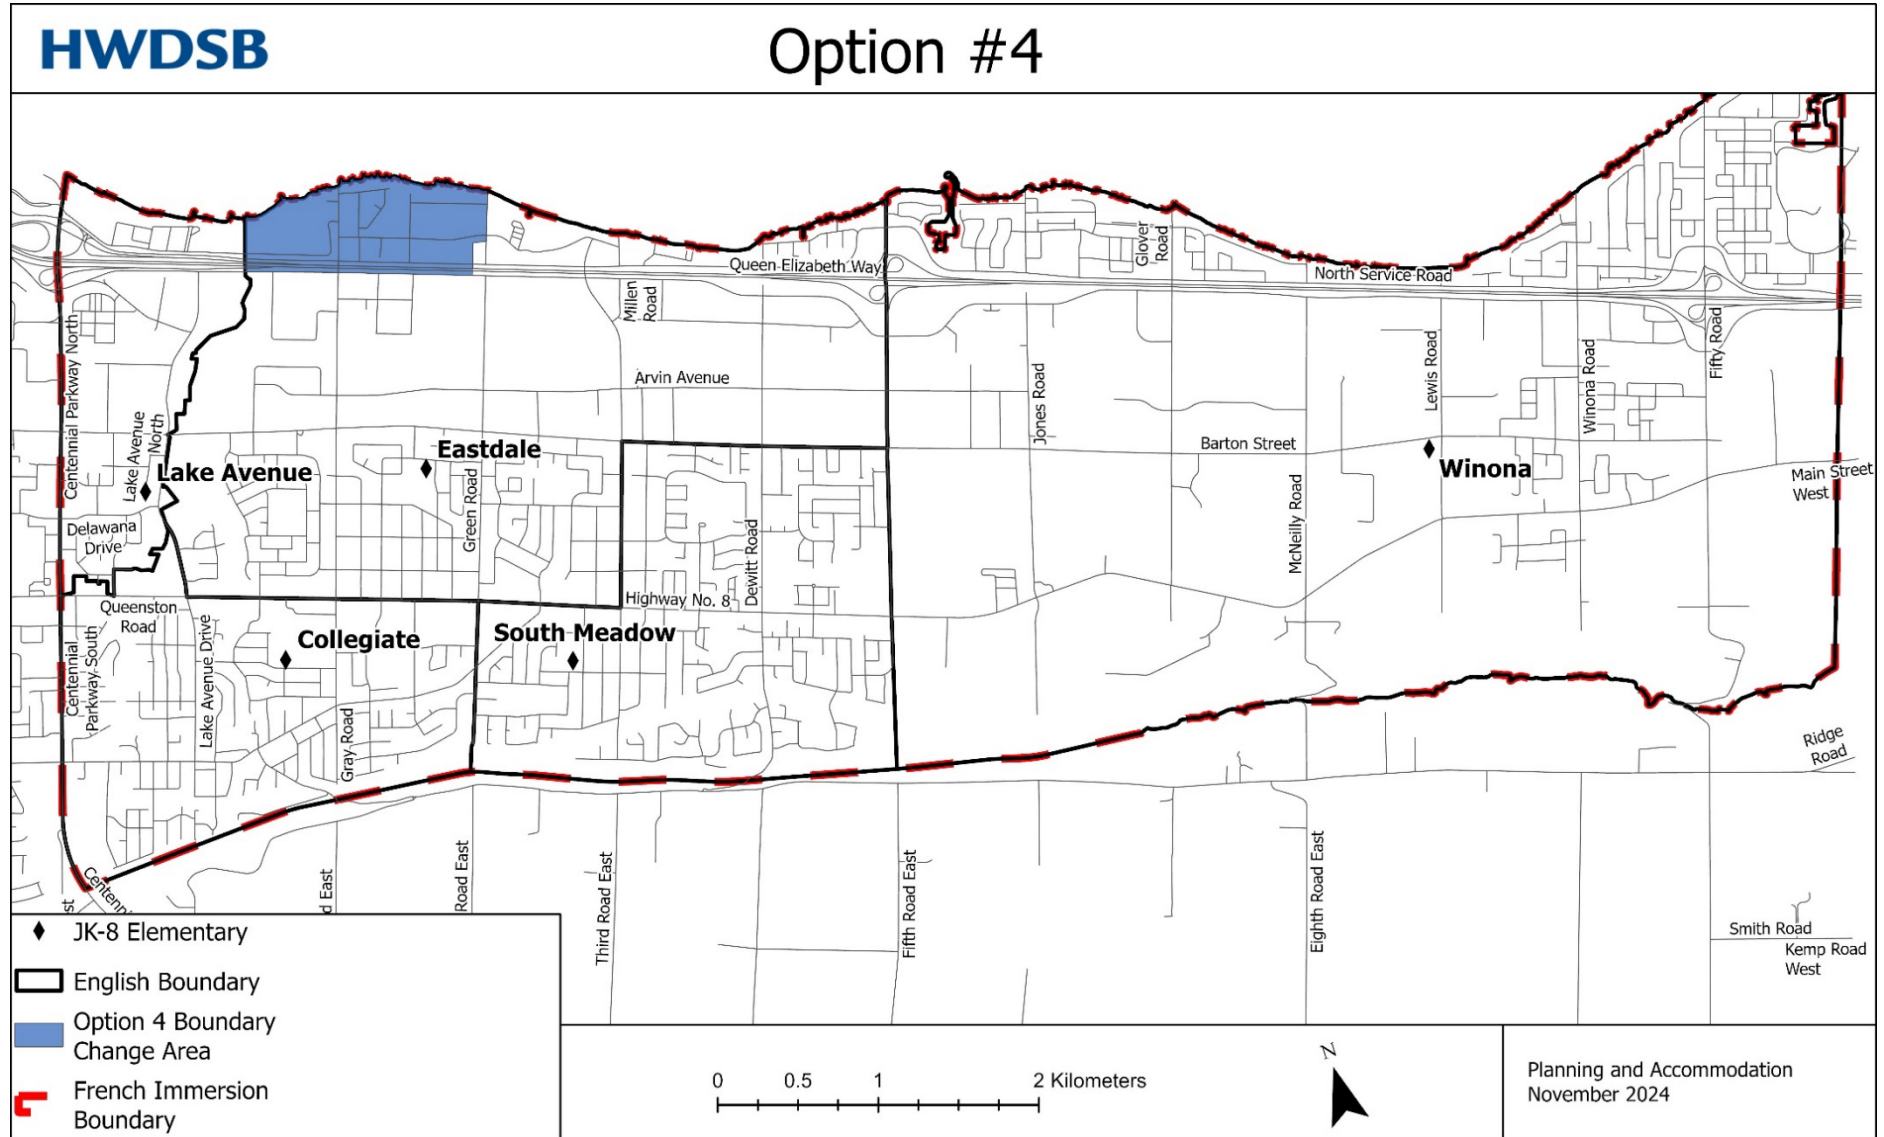 HWDSB
Option #4
Queen Elizabeth Way
Glover
Road
North Service Road
Millen
Road
Centennial Parkway North
Fifty Road
Arvin Avenue
Jones Road
Lewis Road
Winona Road
Lake Avenue
North
Barton Street
Eastdale
Lake Avenue
Winona
Main Street
West
Green Road
McNeilly Road
Delawana
Drive
Dewitt Road
Highway No. 8
Queenston
Road
Collegiate
South Meadow
Centennial
Parkway South
Lake Avenue Drive
Gray Road
Ridge
Road
d East
Road East
Third Road East
Fifth Road East
Eighth Road East
Centenn
st
Smith Road
Kemp Road
West
JK-8 Elementary
English Boundary
Option 4 Boundary
Change Area
French Immersion
Boundary
0 0.5 1 2 Kilometers
N
Planning and Accommodation
November 2024